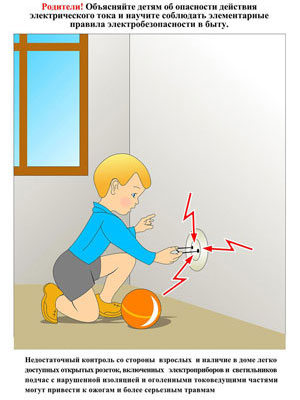 Родители! Объясняйте детям об опасности действия
электрического тока и научите соблюдать элементарные
правила электробезопасности в быту.
Недостаточный контроль со стороны взрослых и наличие в доме легко
доступных открытых розеток, включенных электроприборов и светильников
подчас с нарушенной изоляцией и оголенными токоведущими частями
могут привести к ожогам и более серьезным травмам